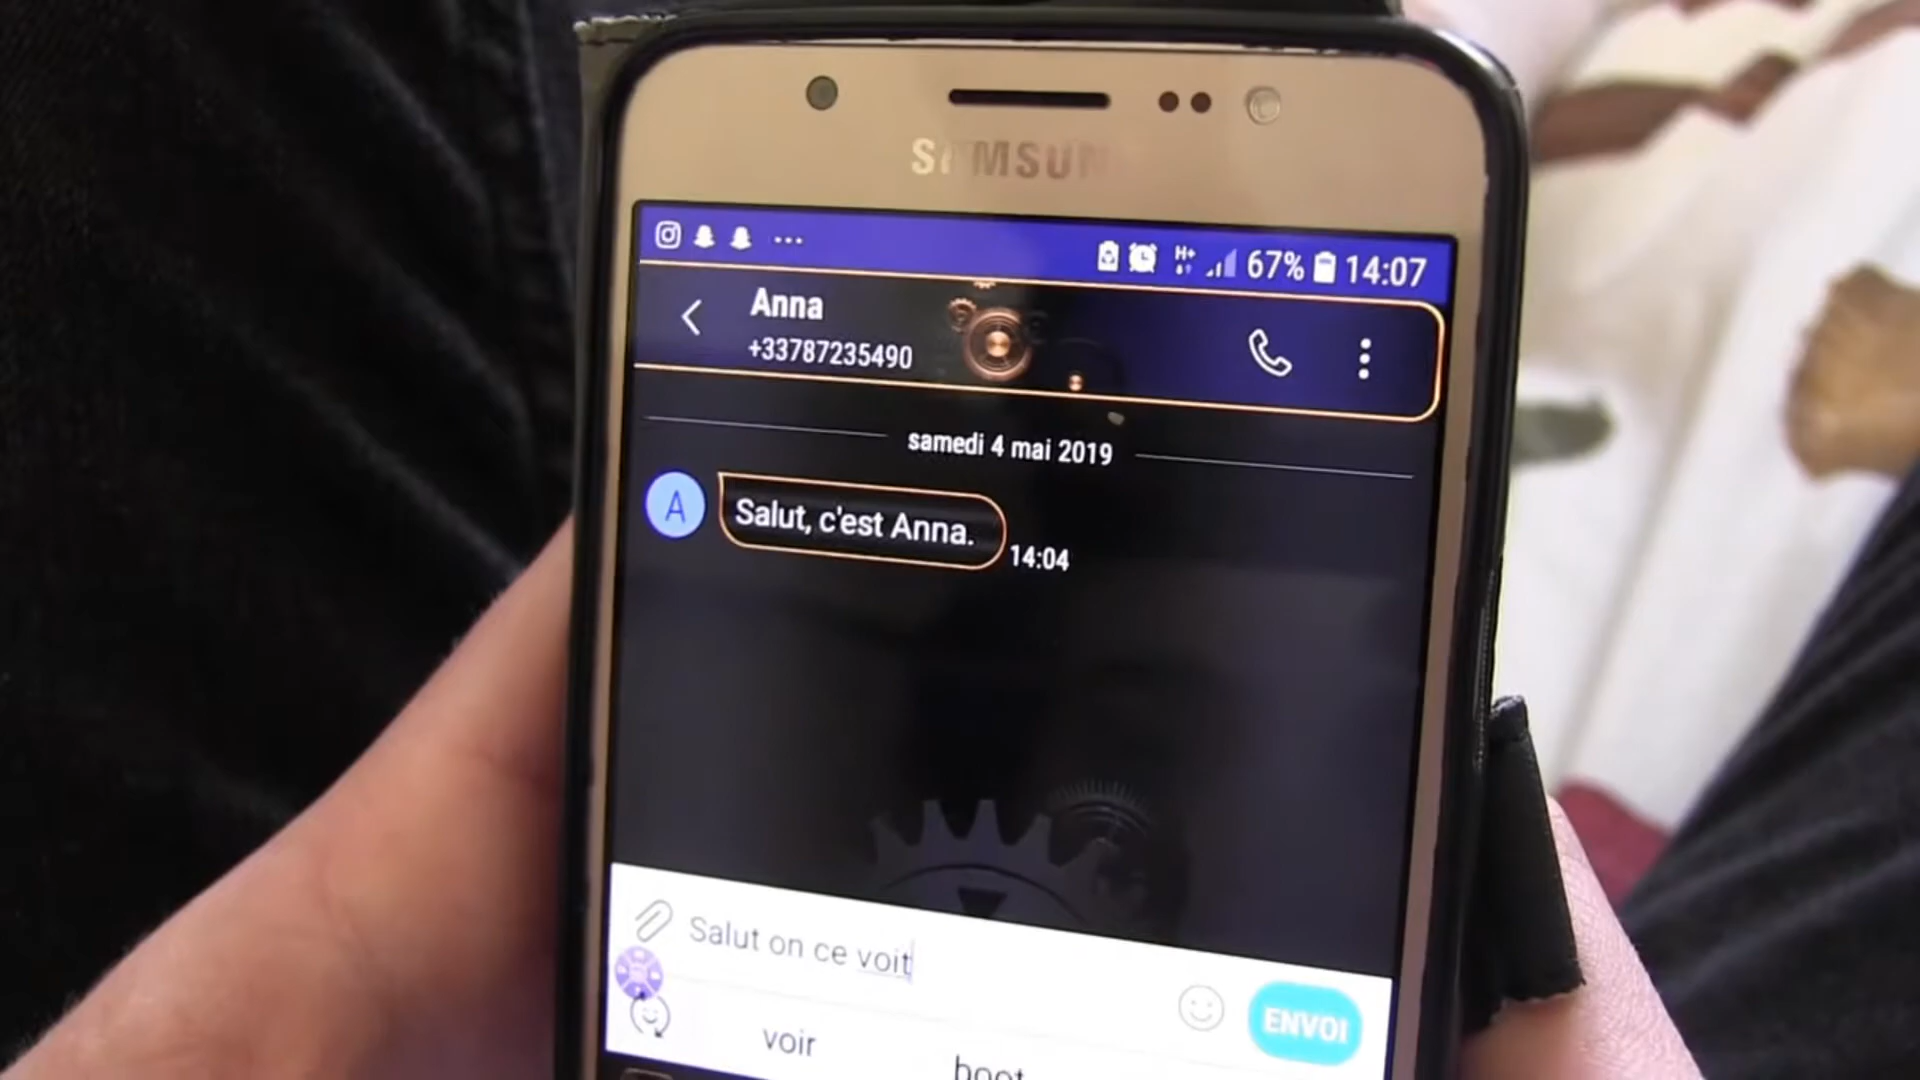 SAMSUN
H+ 67% 14:07
Anna
+33787235490
samedi 4 mai 2019
A
Salut, c'est Anna.
14:04
Salut on ce voit
ENVOI
voir